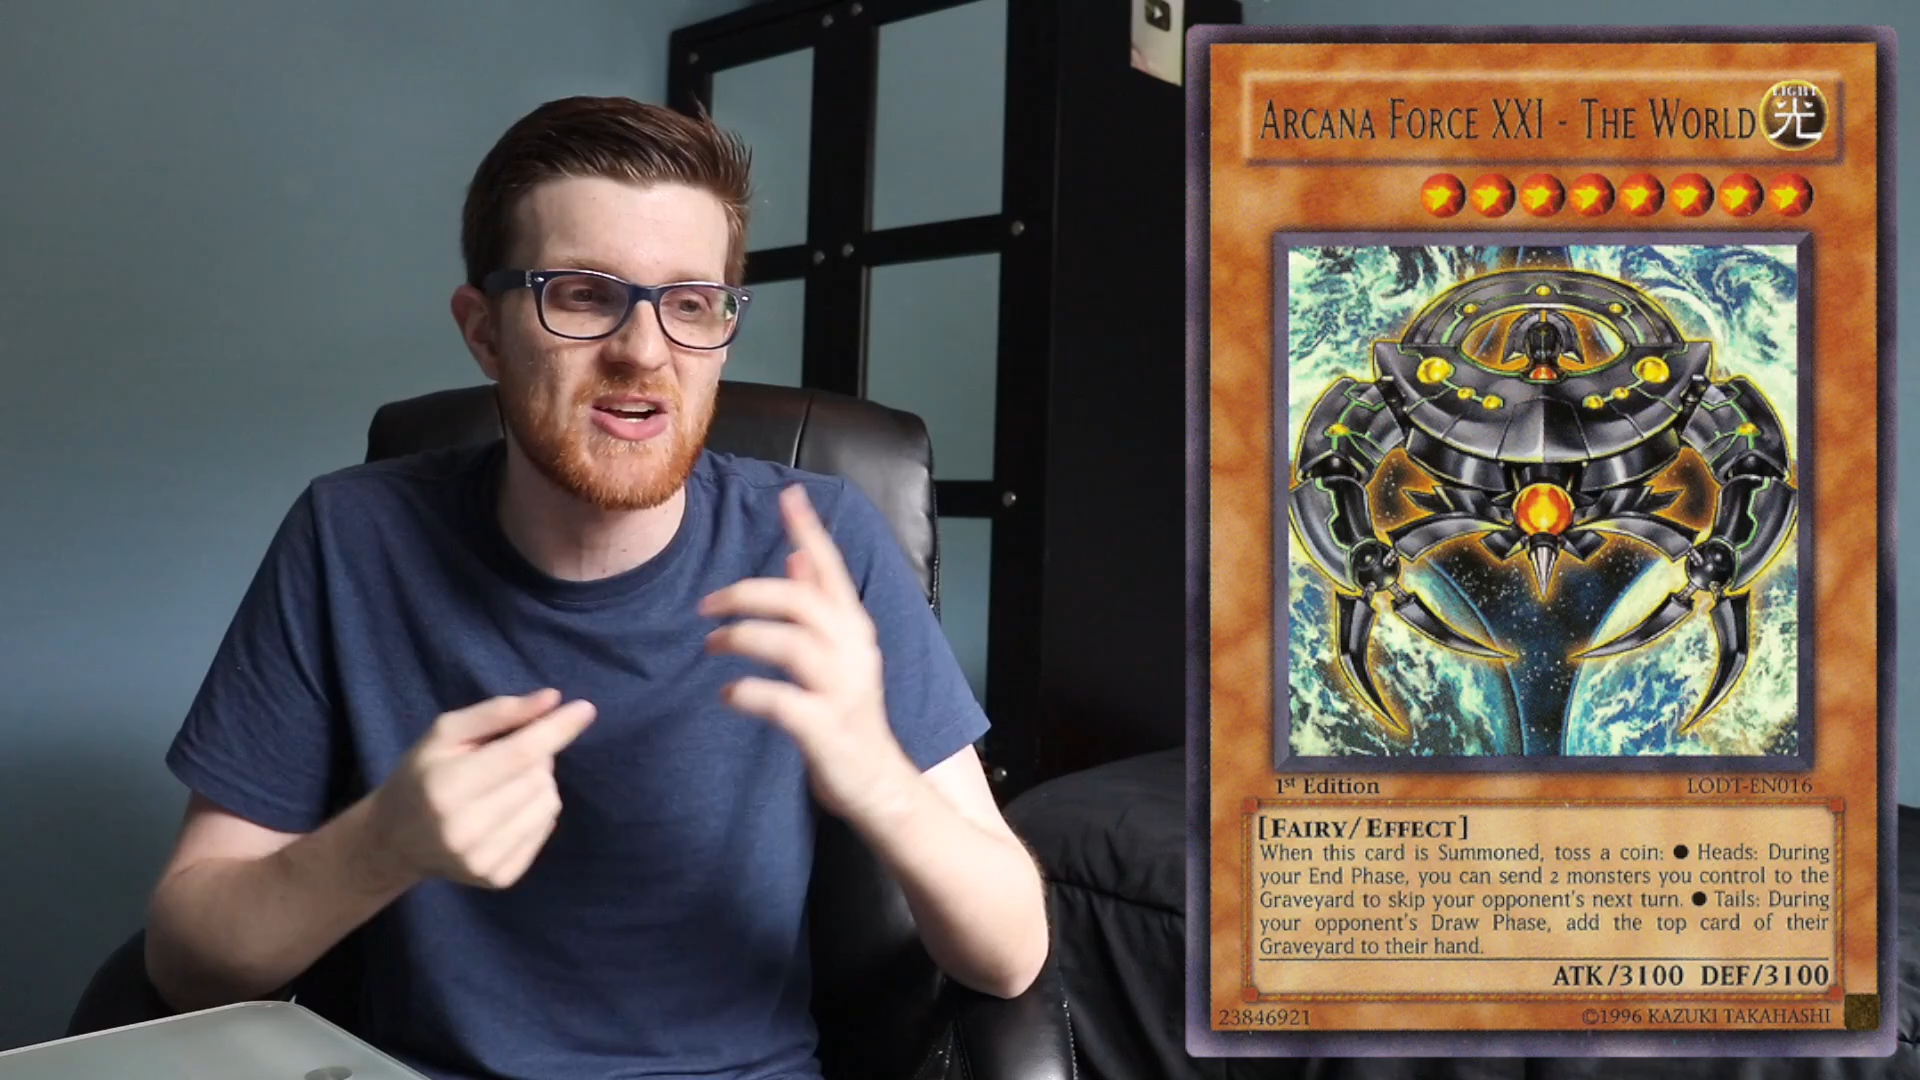 ARCANA FORCE XXI - THE WORLD
LIGHT
光
1st Edition
LODT-EN016
[FAIRY/EFFECT]
When this card is Summoned, toss a coin: ● Heads: During
your End Phase, you can send 2 monsters you control to the
Graveyard to skip your opponent's next turn. ● Tails: During
your opponent's Draw Phase, add the top card of their
Graveyard to their hand.
ATK/3100 DEF/3100
23846921
©1996 KAZUKI TAKAHASHI